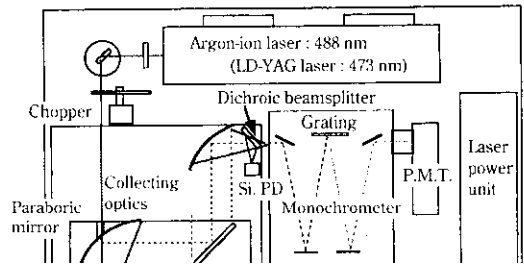 Argon-ion laser : 488 nm
(LD-YAG laser : 473 nm)
Dichroic beamsplitter
Chopper
Grating
Laser
power
unit
Si. PD
P.M.T.
Collecting
optics
Monochrometer
Paraboric
mirror